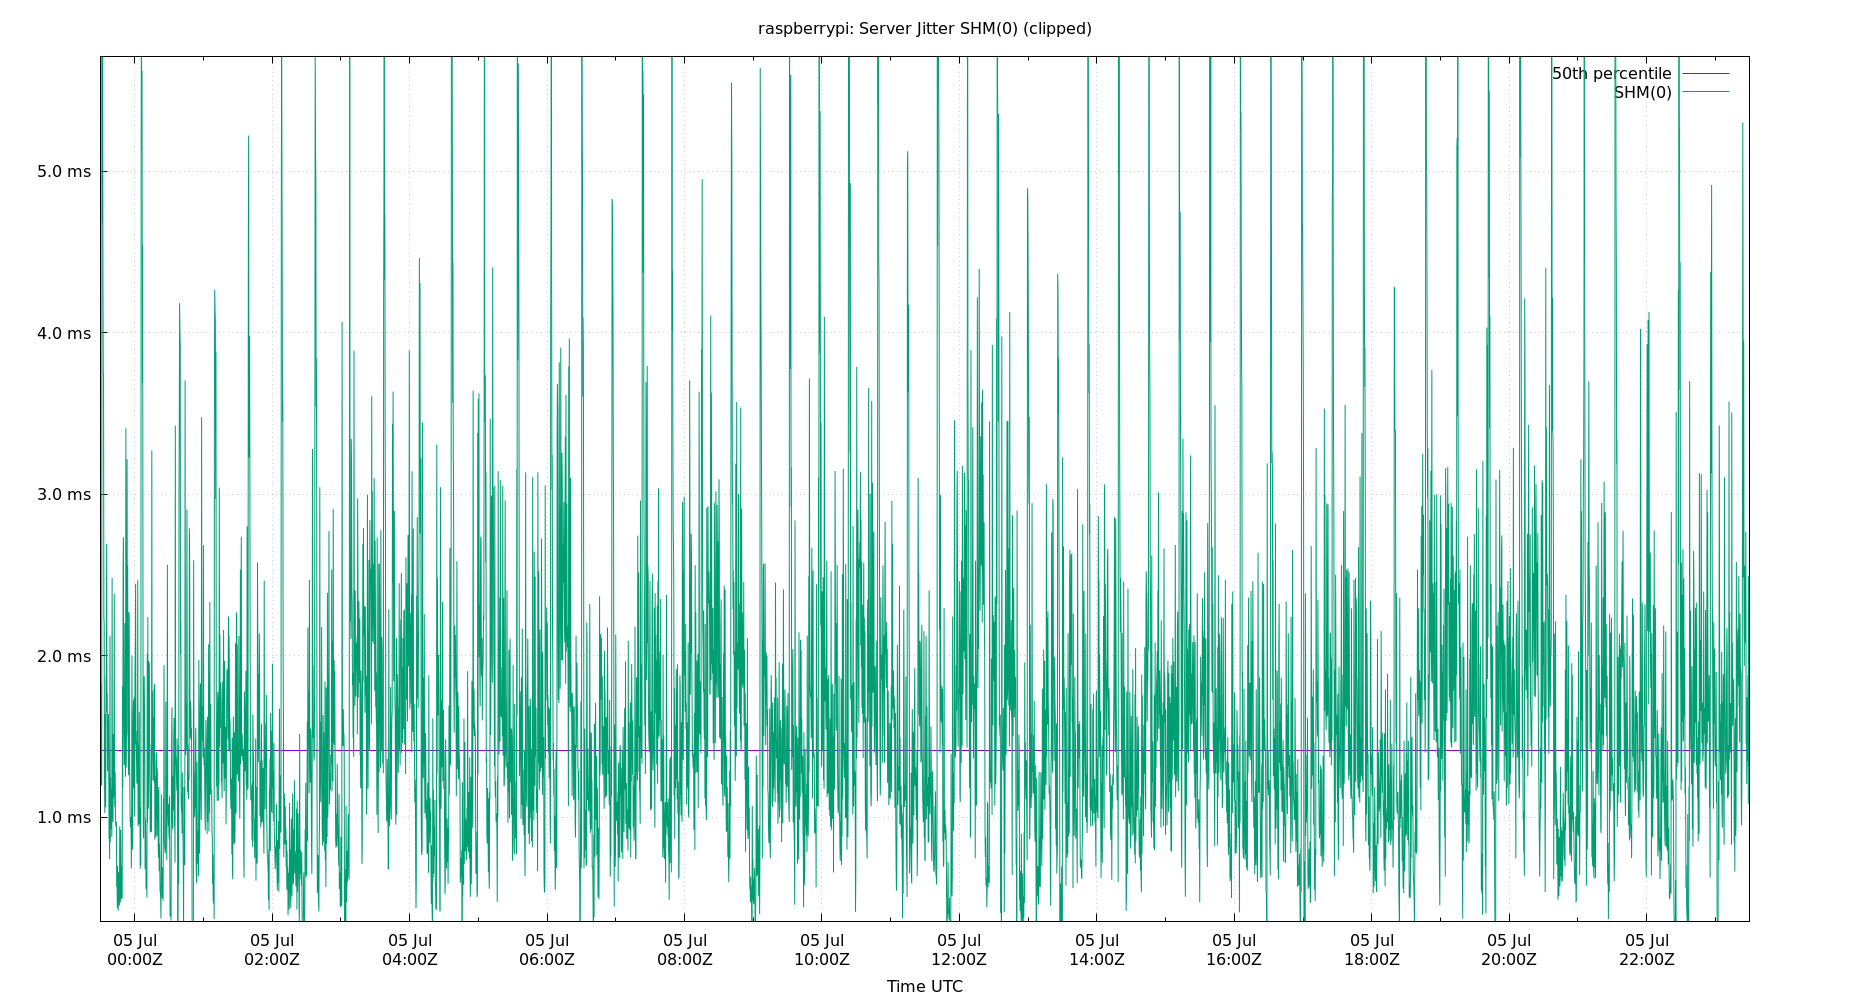 raspberrypi: Server Jitter SHM(0) (clipped)
50th percentile
SHM(0)
5.0 ms
4.0 ms
3.0 ms
2.0 ms
1.0 ms
05 Jul 05 Jul 05 Jul 05 Jul 05 Jul 05 Jul 05 Jul 05 Jul 05 Jul 05 Jul 05 Jul 05 Jul
00:00Z 02:00Z 04:00Z 06:00Z 08:00Z 10:00Z 12:00Z 14:00Z 16:00Z 18:00Z 20:00Z 22:00Z
Time UTC